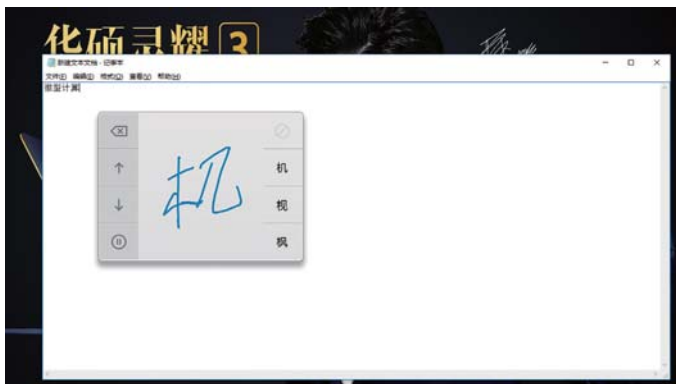 化硕灵耀3
新建文本文档 - 记事本
文件(F) 编辑(E) 格式(O) 查看(V) 帮助(H)
微型计算
机
机
枧
枫